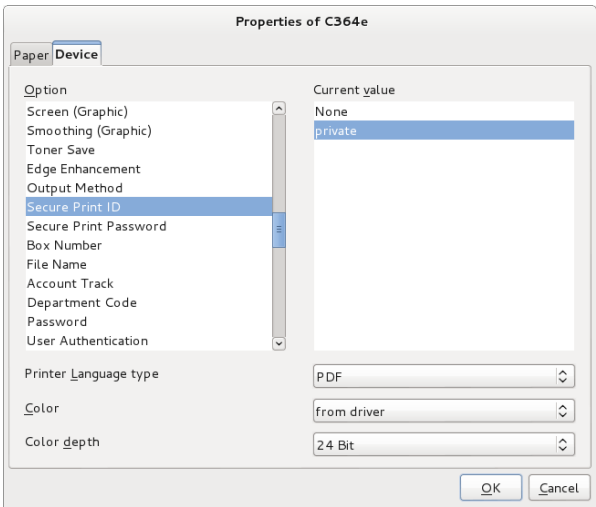 Properties of C364e
Paper Device
Option
Screen (Graphic)
Smoothing (Graphic)
Toner Save
Edge Enhancement
Output Method
Secure Print ID
Secure Print Password
Box Number
File Name
Account Track
Department Code
Password
User Authentication
Current value
None
private
Printer Language type
PDF
Color
from driver
Color depth
24 Bit
OK
Cancel